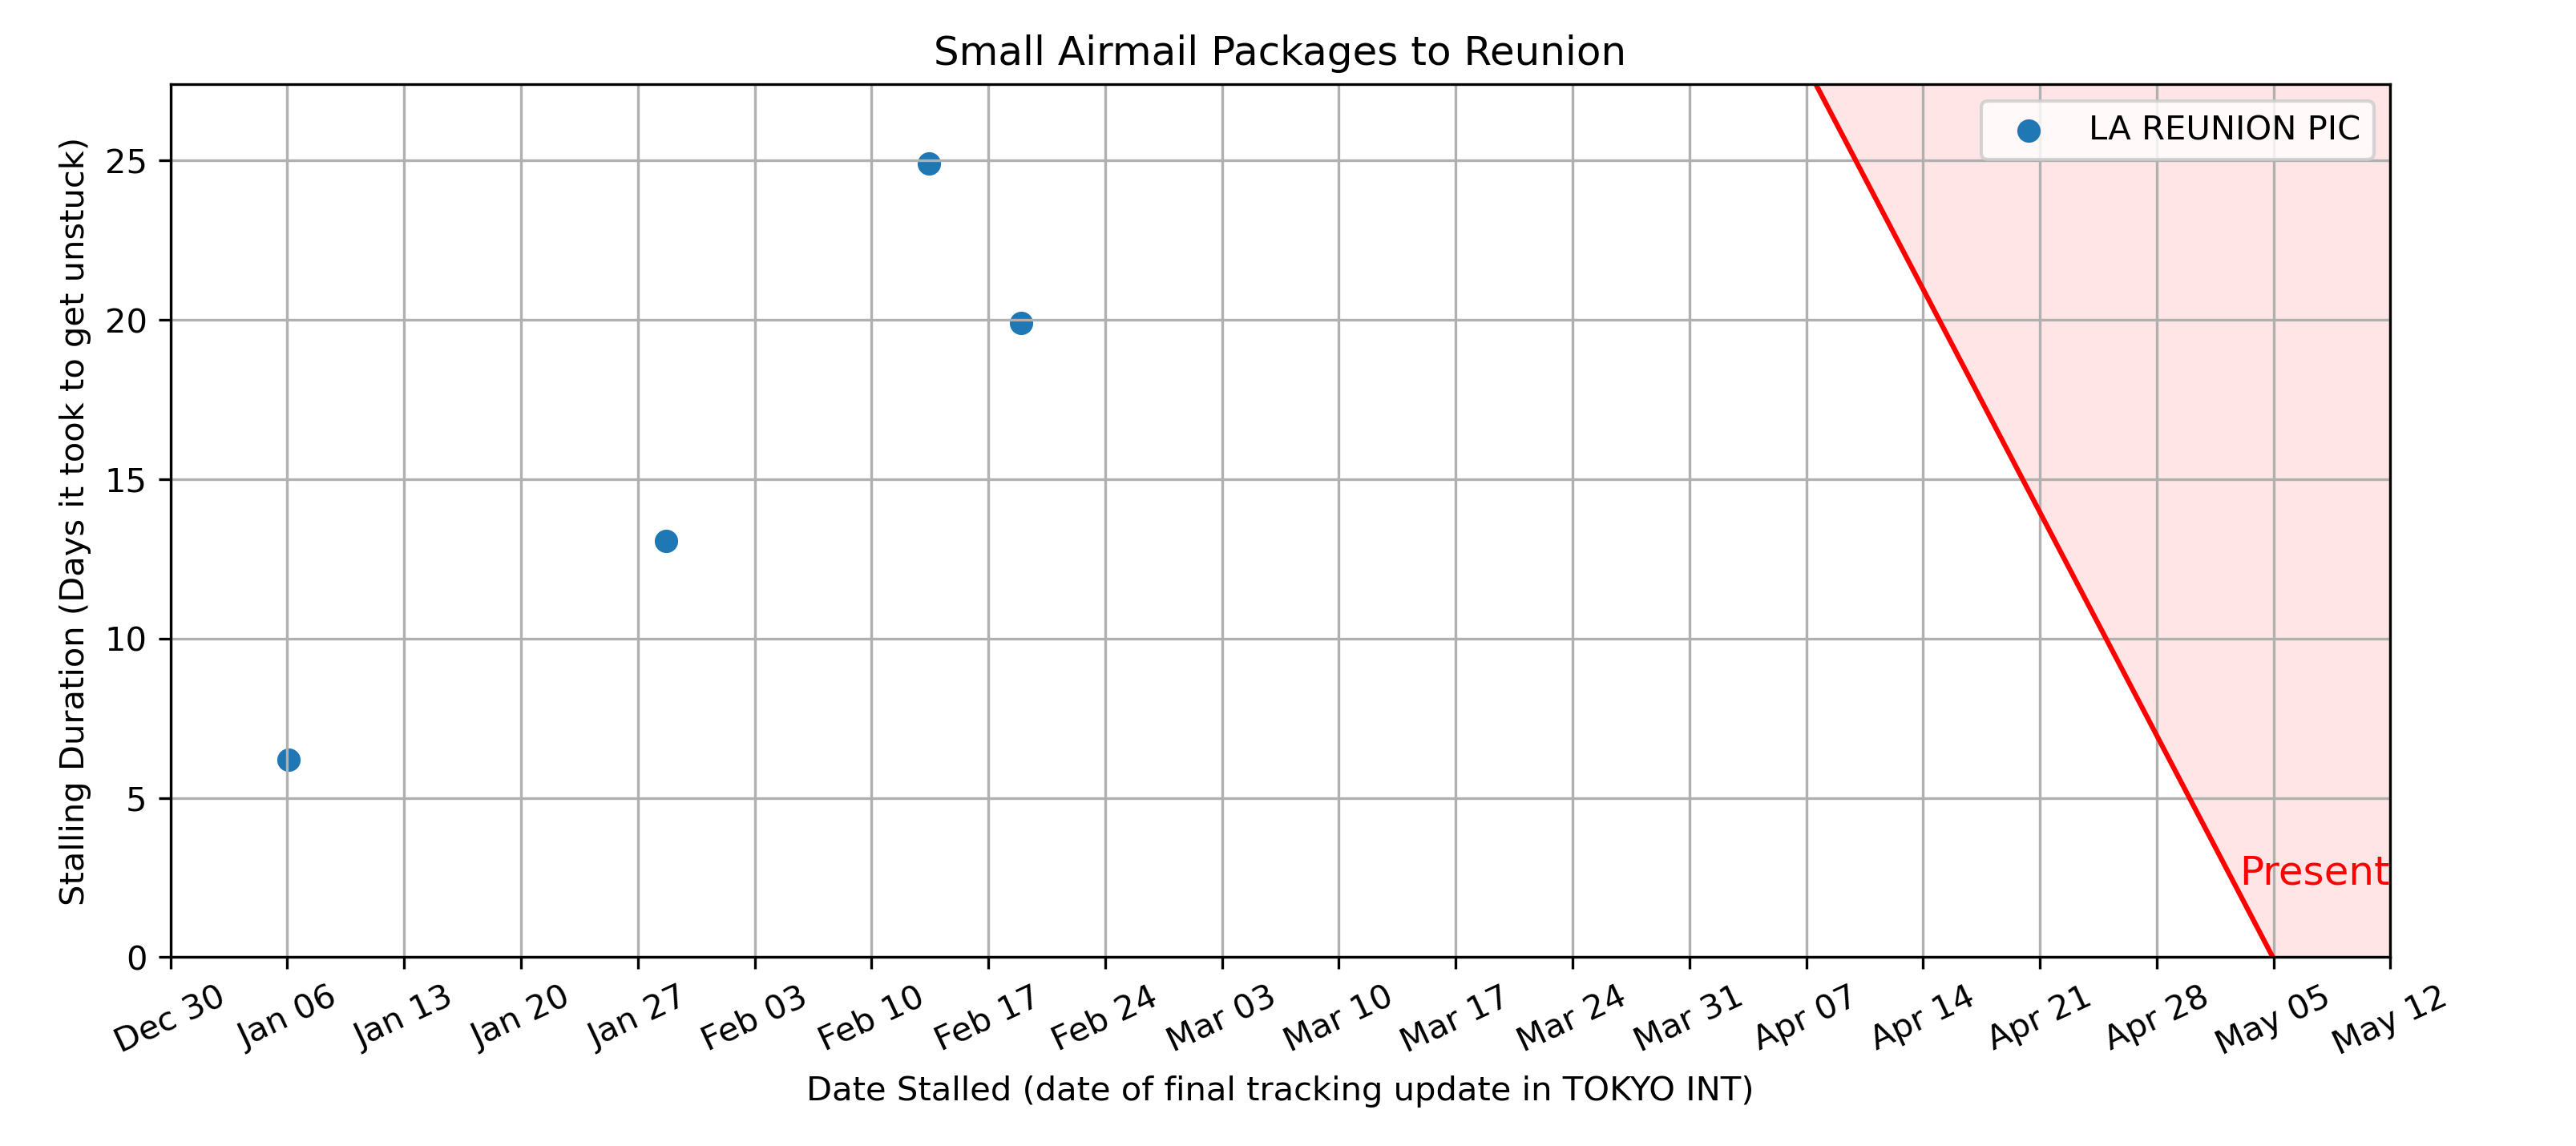 Small Airmail Packages to Reunion
LA REUNION PIC
Stalling Duration (Days it took to get unstuck)
25
20
15
10
5
0
Present
Dec 30
Jan 06
Jan 13
Jan 20
Jan 27
Feb 03
Feb 10
Feb 17
Feb 24
Mar 03
Mar 10
Mar 17
Mar 24
Mar 31
Apr 07
Apr 14
Apr 21
Apr 28
May 05
May 12
Date Stalled (date of final tracking update in TOKYO INT)